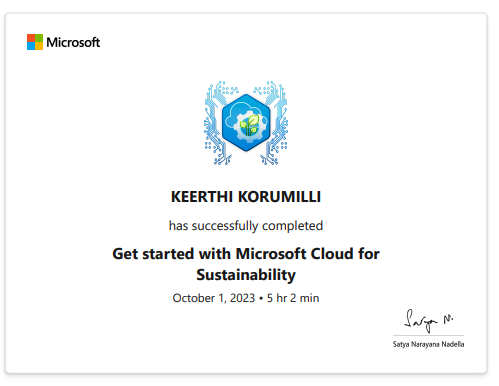 Microsoft
KEERTHI KORUMILLI
has successfully completed
Get started with Microsoft Cloud for
Sustainability
October 1, 2023 • 5 hr 2 min
Satya N.
Satya Narayana Nadella